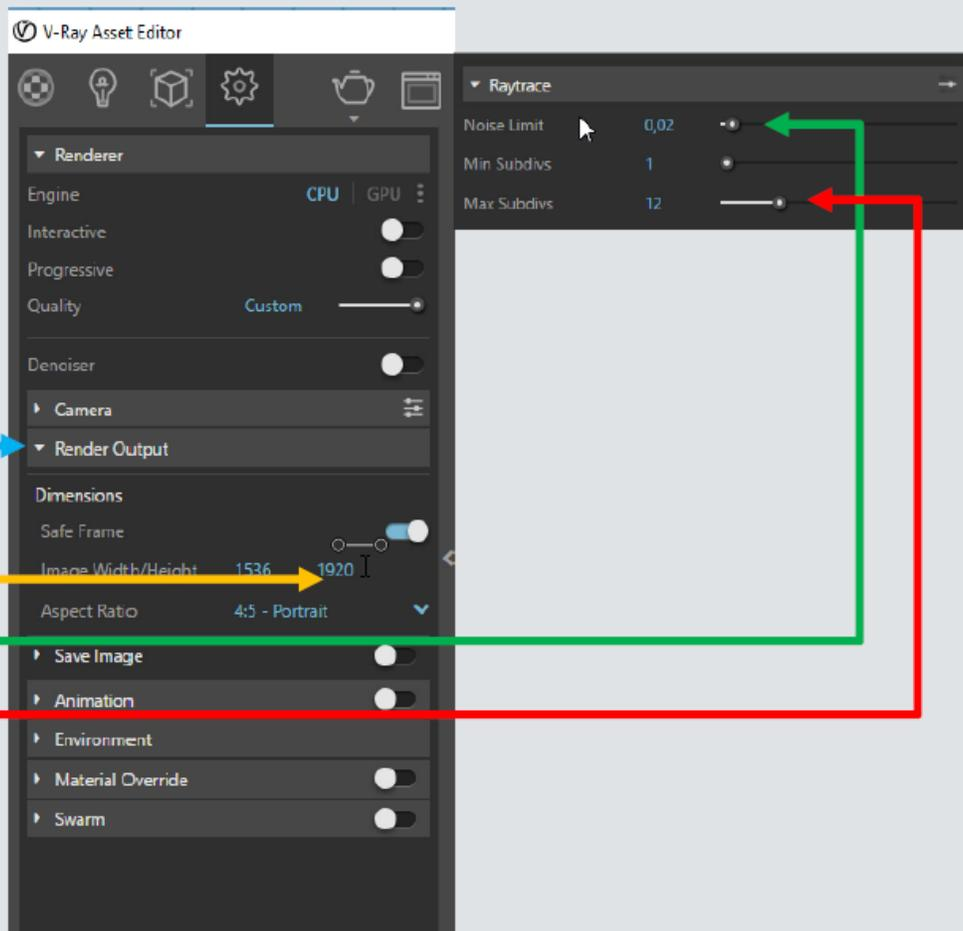 V-Ray Asset Editor
Renderer
Engine CPU GPU
Interactive
Progressive
Quality Custom
Denoiser
Camera
Render Output
Dimensions
Safe Frame
Image Width/Height 1536 1920
Aspect Ratio 4:5 - Portrait
Save Image
Animation
Environment
Material Override
Swarm
Raytrace
Noise Limit 0,02
Min Subdivs 1
Max Subdivs 12